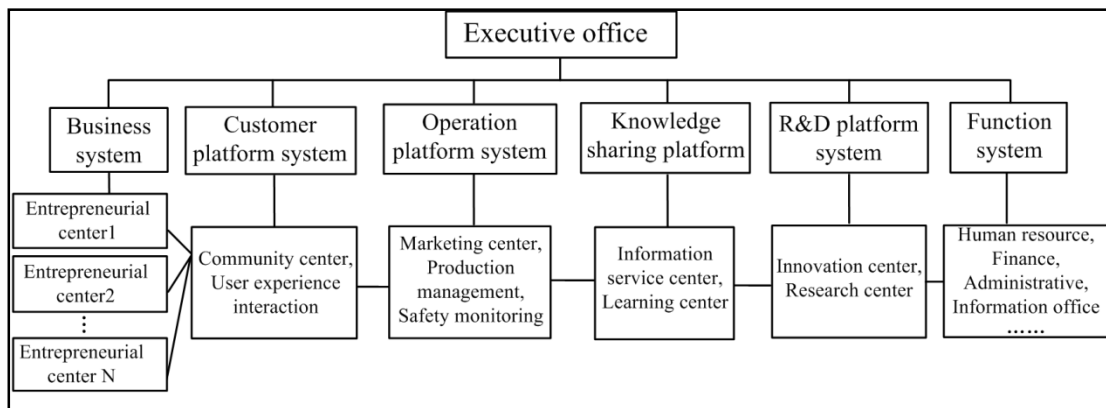 Executive office
Business
system
Customer
platform system
Operation
platform system
Knowledge
sharing platform
R&D platform
system
Function
system
Entrepreneurial
center1
Entrepreneurial
center2
⋮
Entrepreneurial
center N
Community center,
User experience
interaction
Marketing center,
Production
management,
Safety monitoring
Information
service center,
Learning center
Innovation center,
Research center
Human resource,
Finance,
Administrative,
Information office
……